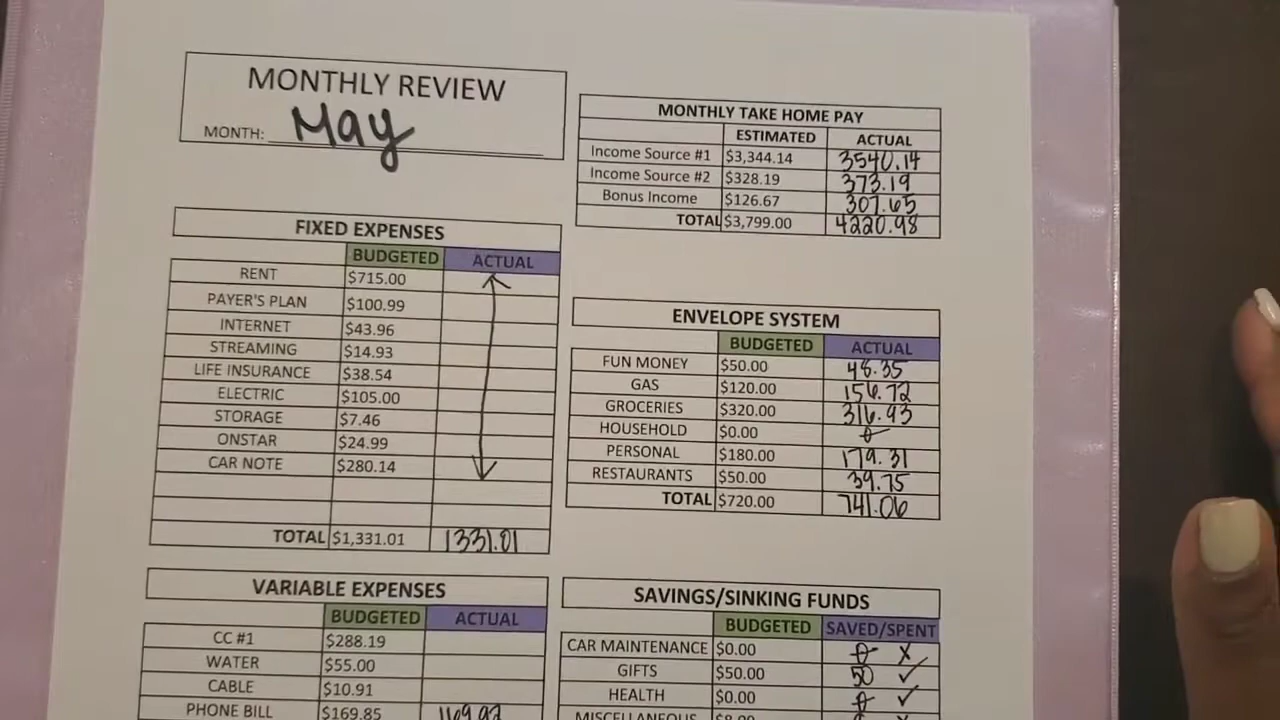 MONTHLY REVIEW
MONTH: May
MONTHLY TAKE HOME PAY
ESTIMATED ACTUAL
Income Source #1 $3,344.14 3540.14
Income Source #2 $328.19 373.19
Bonus Income $126.67 307.65
TOTAL $3,799.00 4220.98
FIXED EXPENSES
BUDGETED ACTUAL
RENT $715.00
PAYER'S PLAN $100.99
INTERNET $43.96
STREAMING $14.93
LIFE INSURANCE $38.54
ELECTRIC $105.00
STORAGE $7.46
ONSTAR $24.99
CAR NOTE $280.14
TOTAL $1,331.01 1331.01
ENVELOPE SYSTEM
BUDGETED ACTUAL
FUN MONEY $50.00 48.35
GAS $120.00 156.72
GROCERIES $320.00 316.93
HOUSEHOLD $0.00 0
PERSONAL $180.00 179.31
RESTAURANTS $50.00 39.75
TOTAL $720.00 741.06
VARIABLE EXPENSES
BUDGETED ACTUAL
CC #1 $288.19
WATER $55.00
CABLE $10.91
PHONE BILL $169.85 169.92
SAVINGS/SINKING FUNDS
BUDGETED SAVED/SPENT
CAR MAINTENANCE $0.00 0 X
GIFTS $50.00 50 ✓
HEALTH $0.00 0 ✓
MISCELLANEOUS $8.00